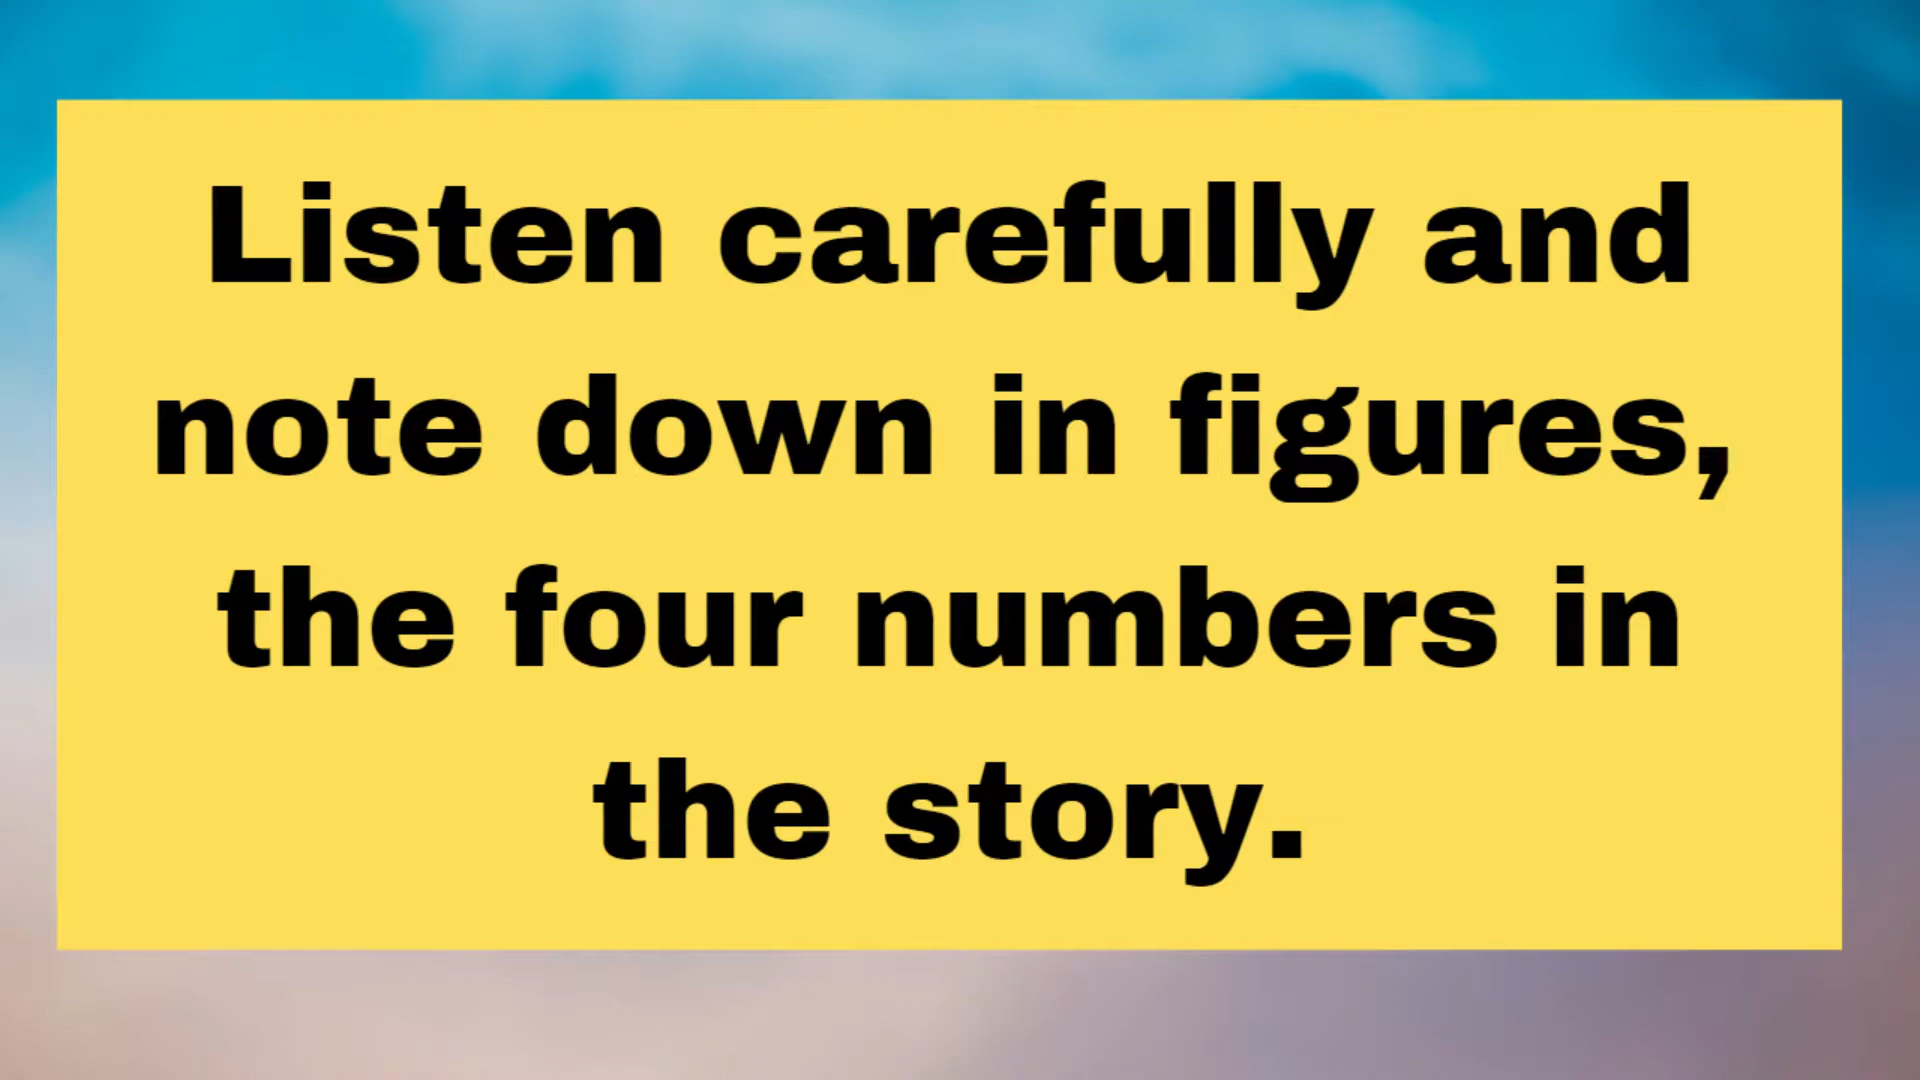 Listen carefully and
note down in figures,
the four numbers in
the story.